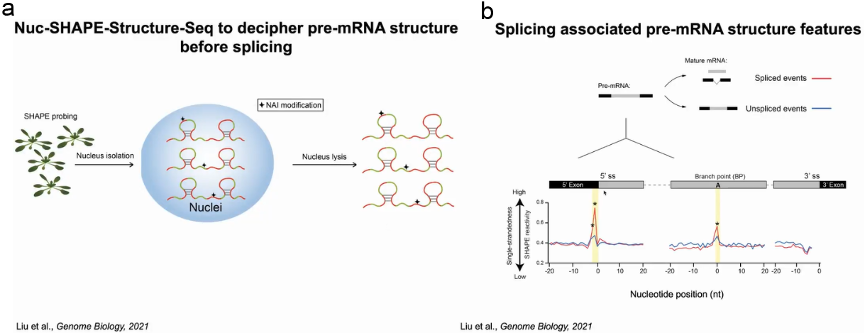 a
Nuc-SHAPE-Structure-Seq to decipher pre-mRNA structure
before splicing
SHAPE probing
Nucleus isolation
NAI modification
Nuclei
Nucleus lysis
Liu et al., Genome Biology, 2021
b
Splicing associated pre-mRNA structure features
Mature mRNA:
Pre-mRNA:
Spliced events
Unspliced events
5' ss
Branch point (BP)
3' ss
5' Exon
A
3' Exon
High
Single-strandedness
SHAPE reactivity
Low
0.8
0.6
0.4
0.2
* * *
-20 -10 0 10 20
-20 -10 0 10 20
-20 -10 0
Nucleotide position (nt)
Liu et al., Genome Biology, 2021